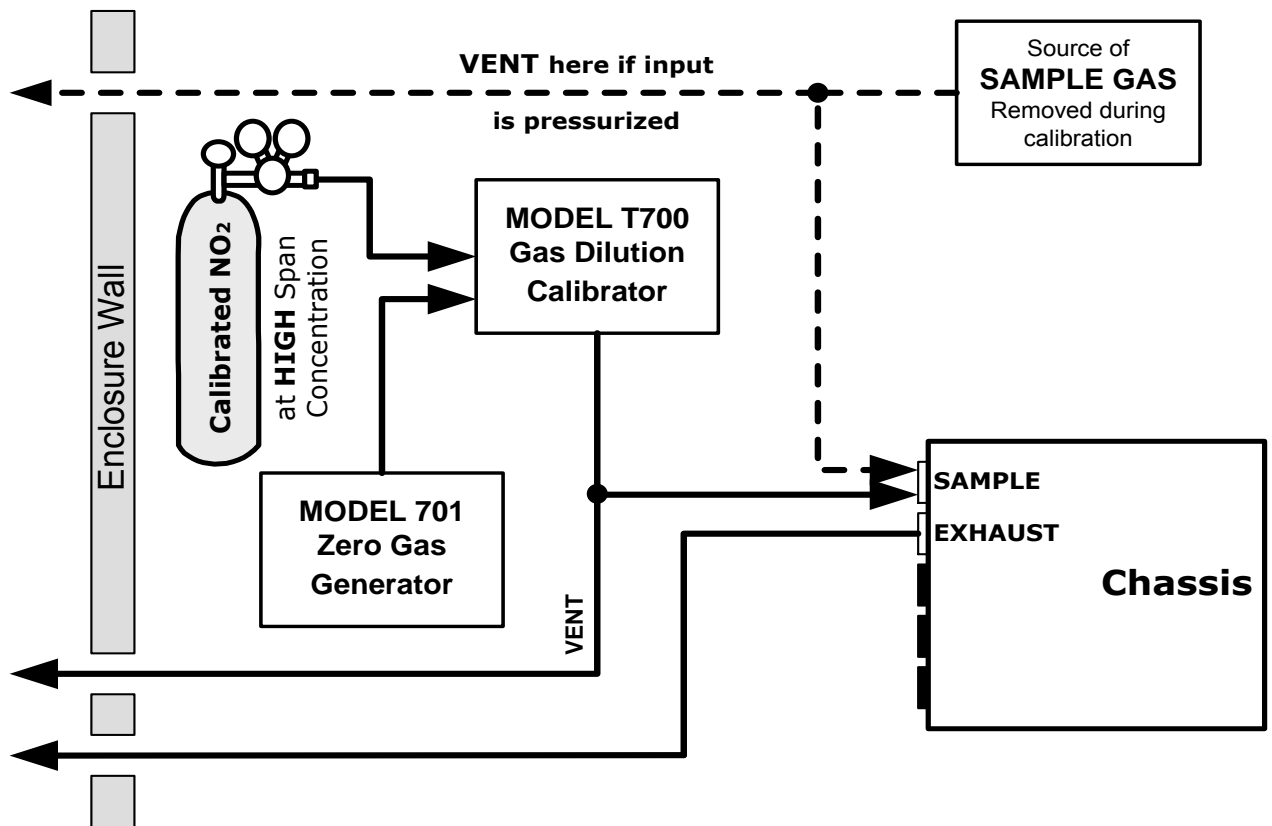 VENT here if input
is pressurized
Source of
SAMPLE GAS
Removed during
calibration
Enclosure Wall
Calibrated NO₂
at HIGH Span
Concentration
MODEL T700
Gas Dilution
Calibrator
MODEL 701
Zero Gas
Generator
VENT
SAMPLE
EXHAUST
Chassis